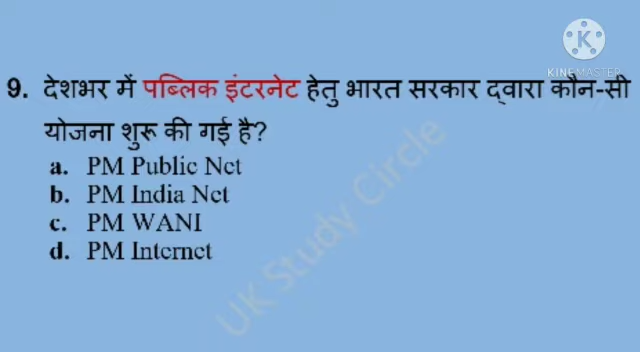 KINEMASTER
9. देशभर में पब्लिक इंटरनेट हेतु भारत सरकार द्वारा कौन-सी
योजना शुरू की गई है?
a. PM Public Net
b. PM India Net
c. PM WANI
d. PM Internet
UK Study Circle